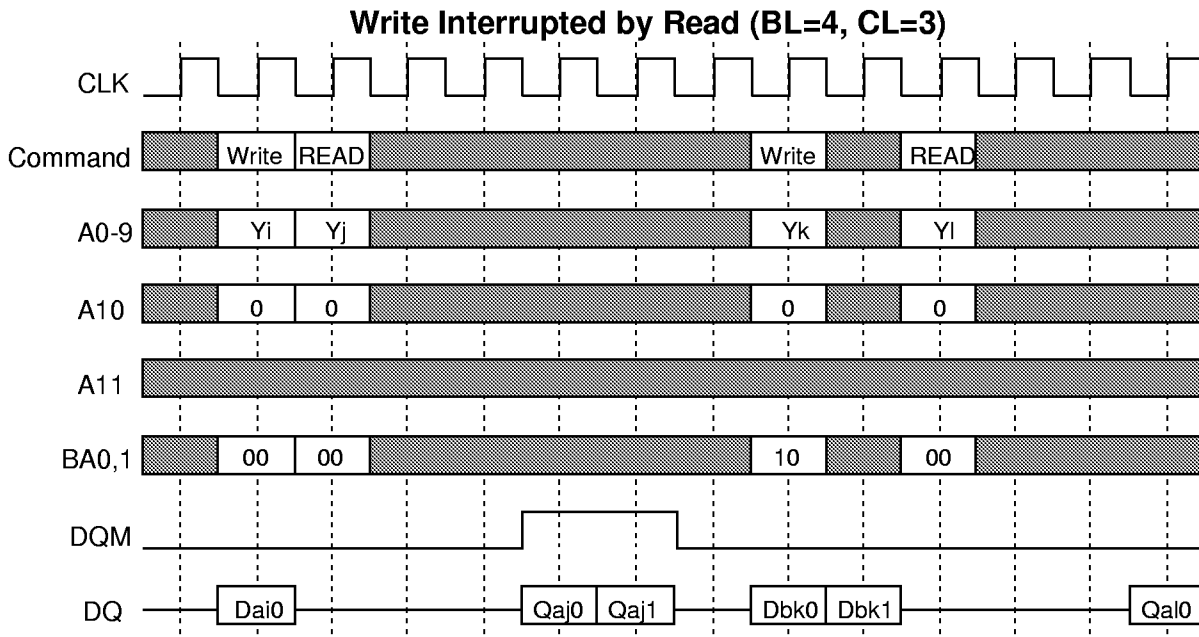 Write Interrupted by Read (BL=4, CL=3)
CLK
Command Write READ Write READ
A0-9 Yi Yj Yk Yl
A10 0 0 0 0
A11
BA0,1 00 00 10 00
DQM
DQ Dai0 Qaj0 Qaj1 Dbk0 Dbk1 Qal0